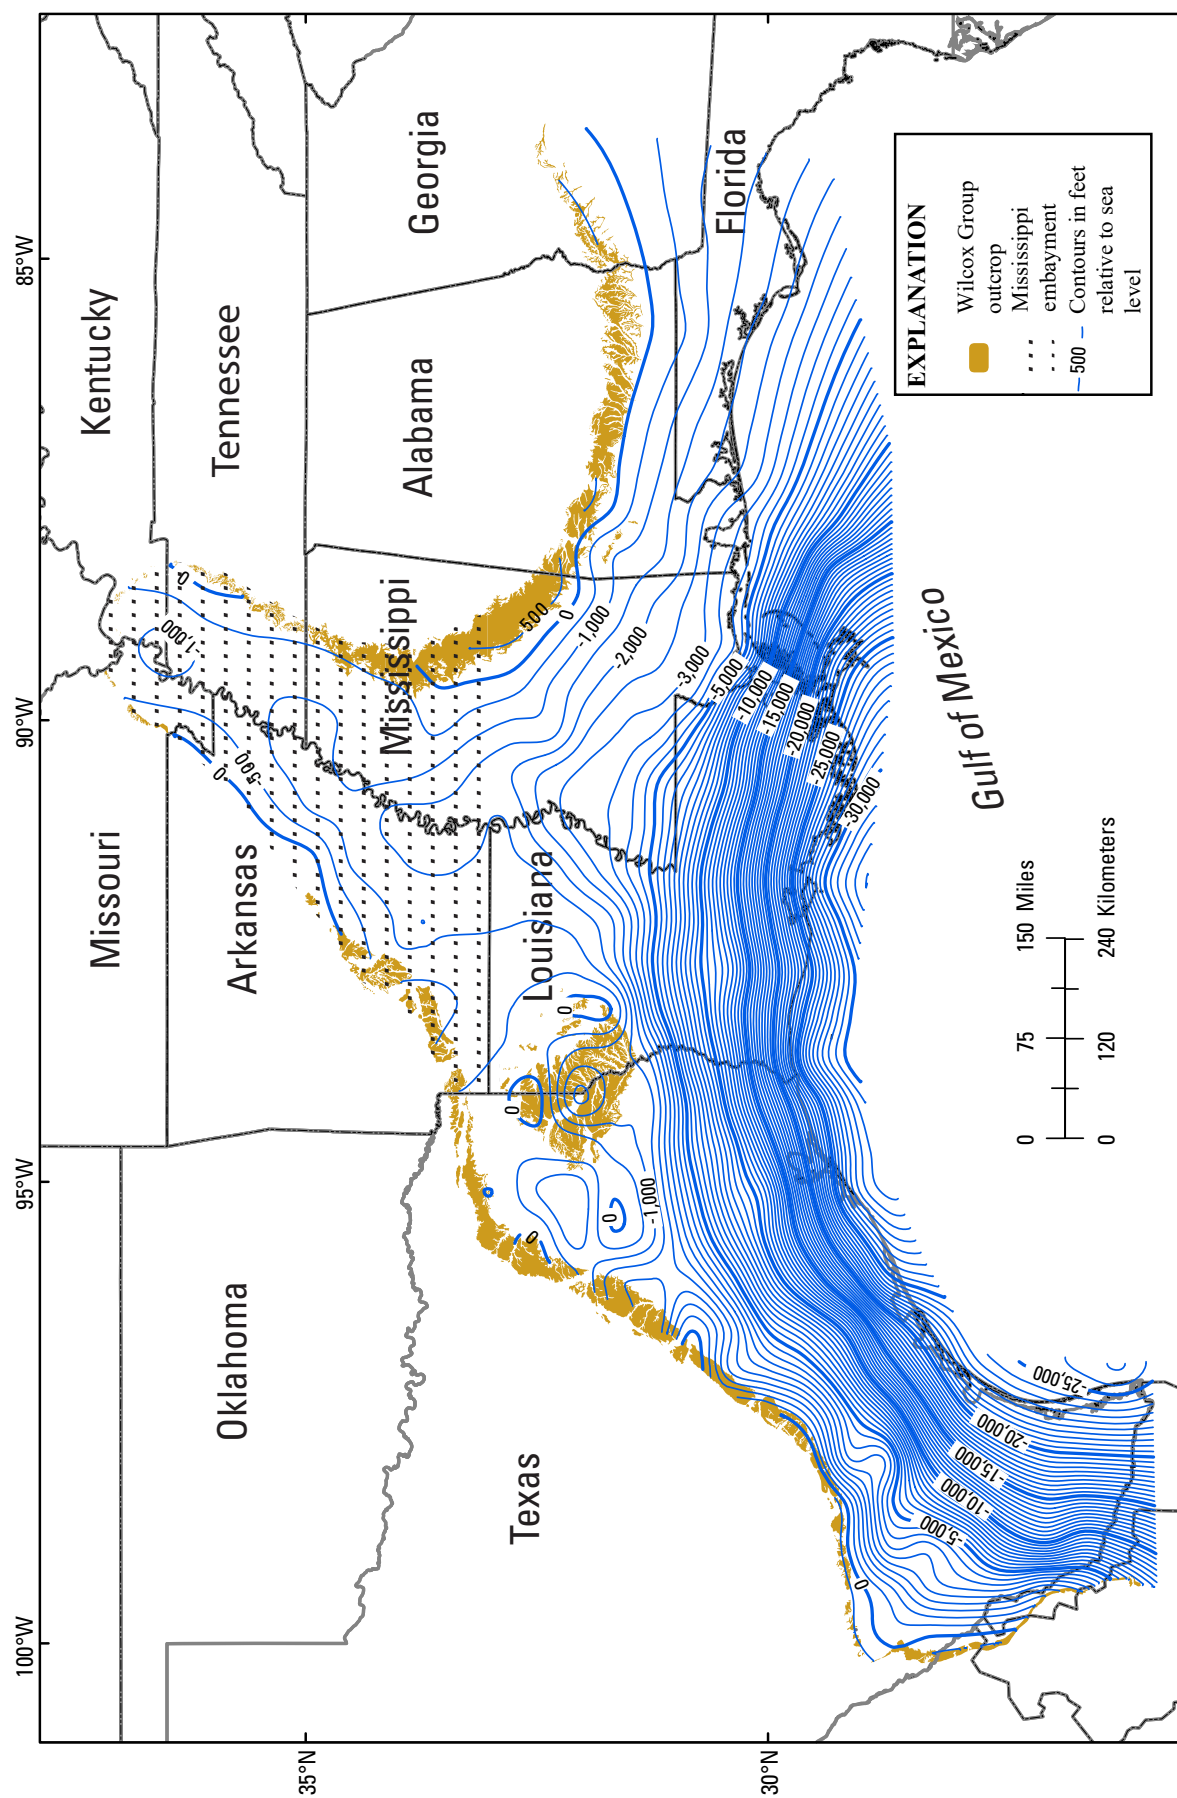 100°W
95°W
90°W
85°W
35°N
30°N
Missouri
Kentucky
Oklahoma
Arkansas
Tennessee
Texas
Louisiana
Mississippi
Alabama
Georgia
Florida
Gulf of Mexico
0
-1,000
0
-500
500
0
-1,000
-2,000
-3,000
-5,000
-10,000
-15.000
-20,000
-25,000
-30,000
0
0
0
0
-1,000
0
-5,000
-10,000
-15,000
-20,000
-25,000
0 75 150 Miles
0 120 240 Kilometers
EXPLANATION
Wilcox Group
outcrop
Mississippi
embayment
-500
Contours in feet
relative to sea
level